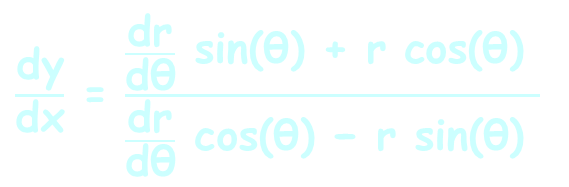 dy/dx = (dr/dθ sin(θ) + r cos(θ)) / (dr/dθ cos(θ) - r sin(θ))